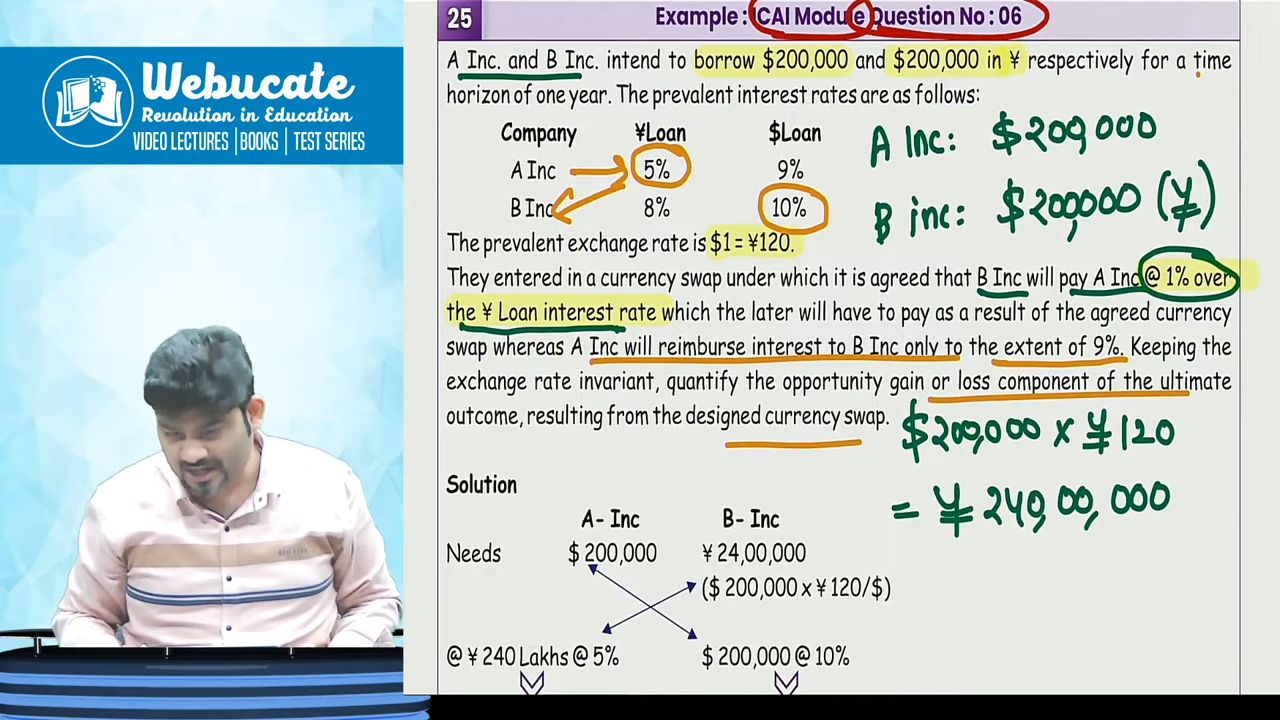 Webucate
Revolution in Education
VIDEO LECTURES | BOOKS | TEST SERIES
25
Example : ICAI Module Question No : 06
A Inc. and B Inc. intend to borrow $200,000 and $200,000 in ¥ respectively for a time
horizon of one year. The prevalent interest rates are as follows:
Company ¥Loan $Loan
A Inc 5% 9%
B Inc 8% 10%
A Inc: $200,000
B inc: $200,000 (¥)
The prevalent exchange rate is $1 = ¥120.
They entered in a currency swap under which it is agreed that B Inc will pay A Inc @ 1% over
the ¥ Loan interest rate which the later will have to pay as a result of the agreed currency
swap whereas A Inc will reimburse interest to B Inc only to the extent of 9%. Keeping the
exchange rate invariant, quantify the opportunity gain or loss component of the ultimate
outcome, resulting from the designed currency swap.
$200,000 x ¥120
= ¥ 240,00,000
Solution
A- Inc B- Inc
Needs $ 200,000 ¥ 24,00,000
($ 200,000 x ¥ 120/$)
@ ¥ 240 Lakhs @ 5% $ 200,000 @ 10%